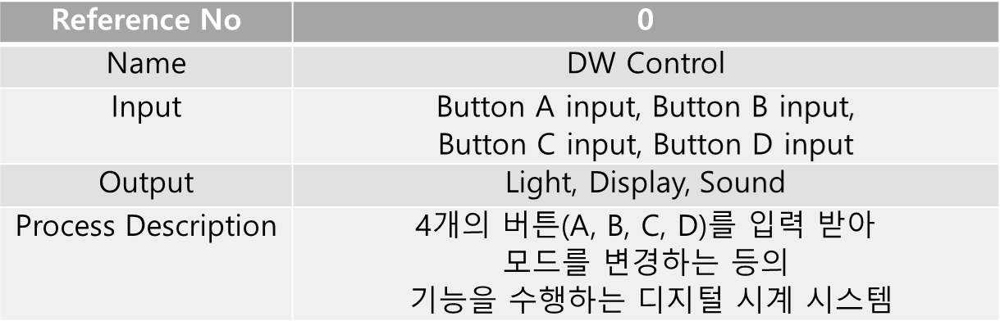 Reference No 0
Name DW Control
Input Button A input, Button B input,
Button C input, Button D input
Output Light, Display, Sound
Process Description 4개의 버튼(A, B, C, D)를 입력 받아
모드를 변경하는 등의
기능을 수행하는 디지털 시계 시스템